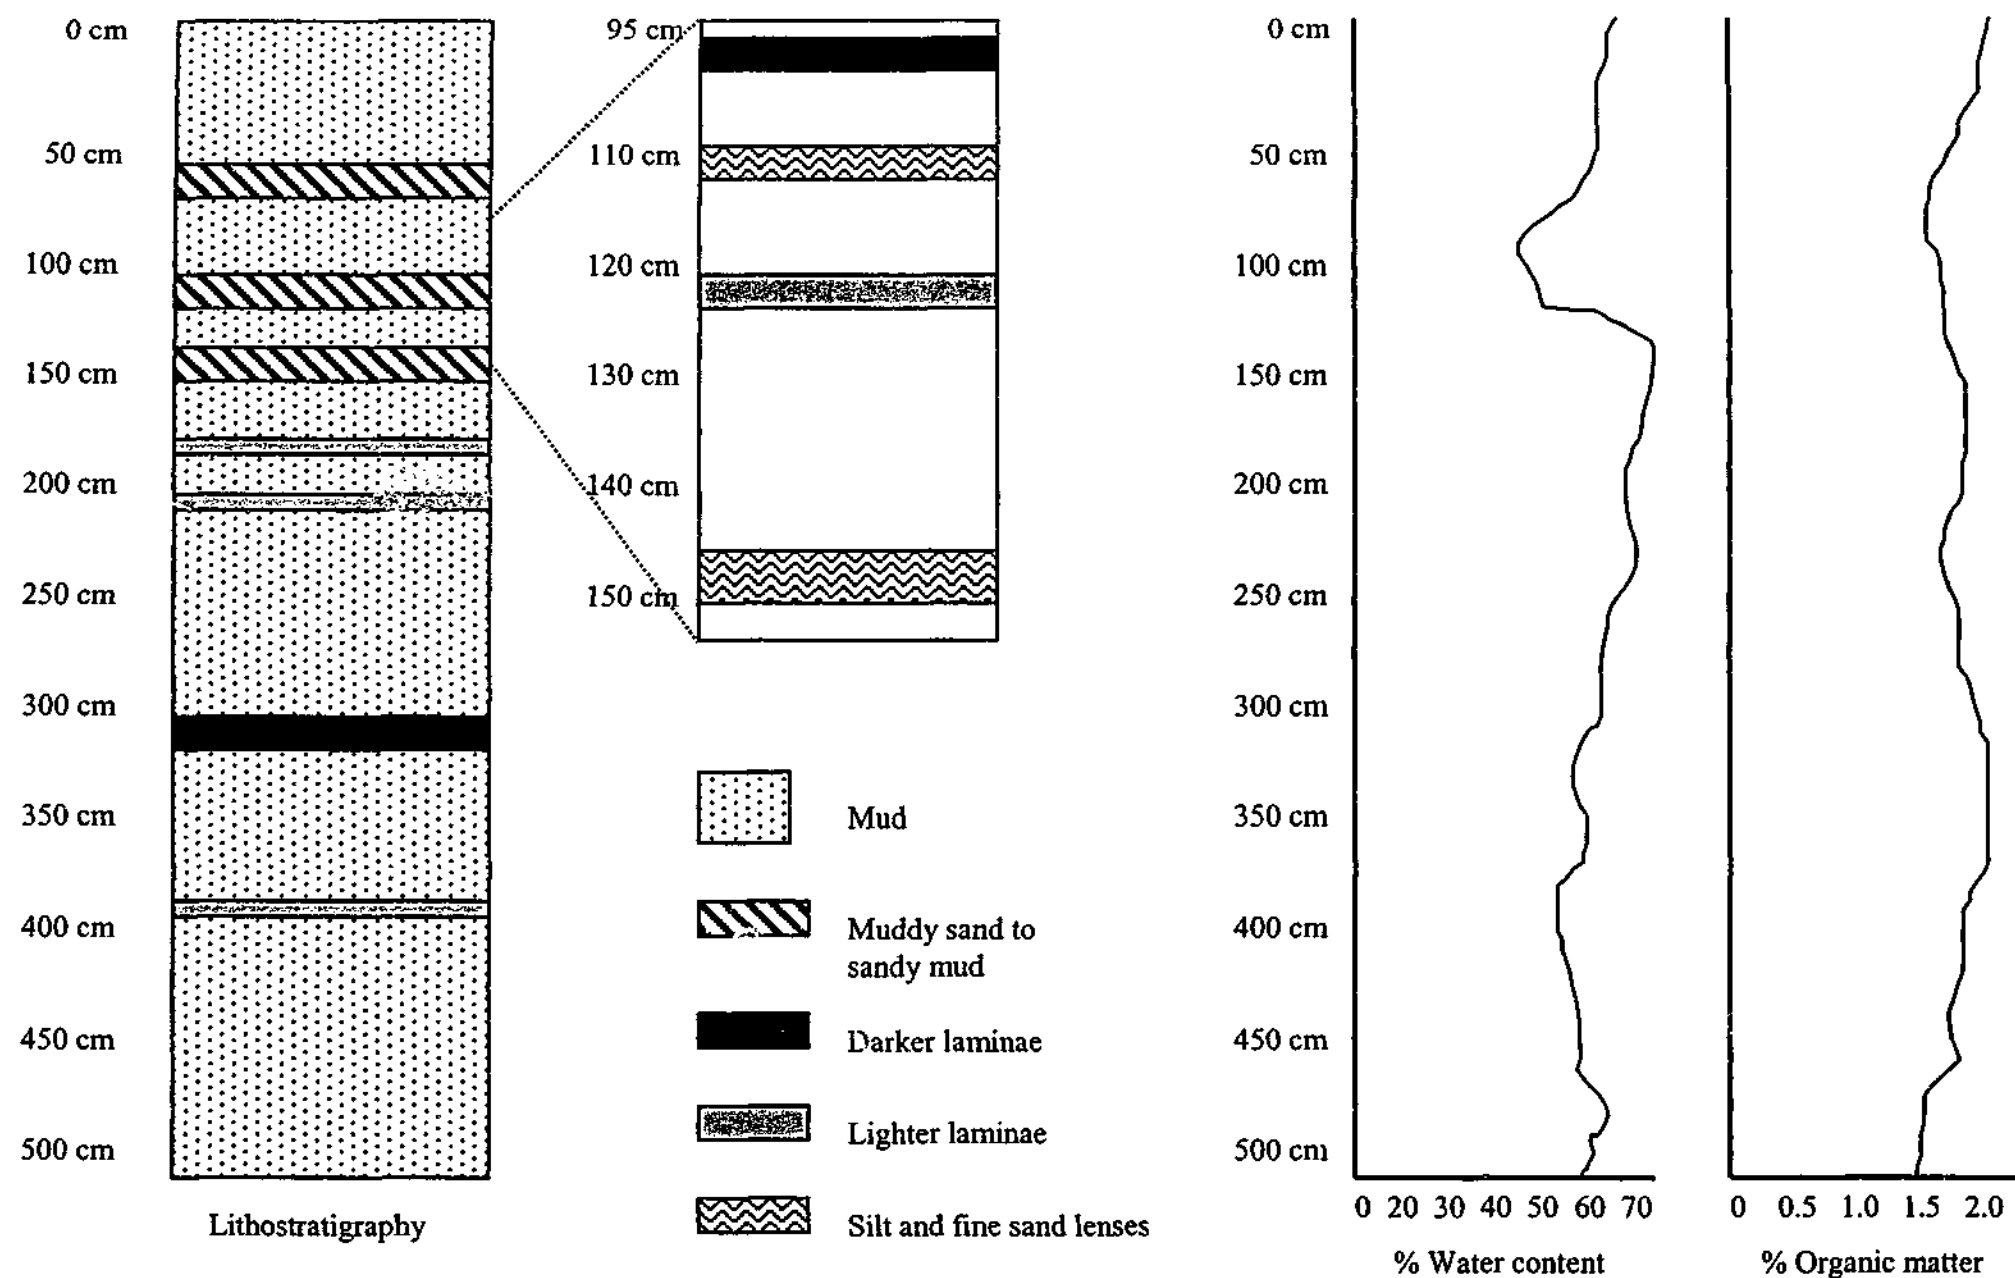 0 cm
50 cm
100 cm
150 cm
200 cm
250 cm
300 cm
350 cm
400 cm
450 cm
500 cm
Lithostratigraphy
95 cm
110 cm
120 cm
130 cm
140 cm
150 cm
Mud
Muddy sand to
sandy mud
Darker laminae
Lighter laminae
Silt and fine sand lenses
0 cm
50 cm
100 cm
150 cm
200 cm
250 cm
300 cm
350 cm
400 cm
450 cm
500 cm
0 20 30 40 50 60 70
% Water content
0 0.5 1.0 1.5 2.0
% Organic matter